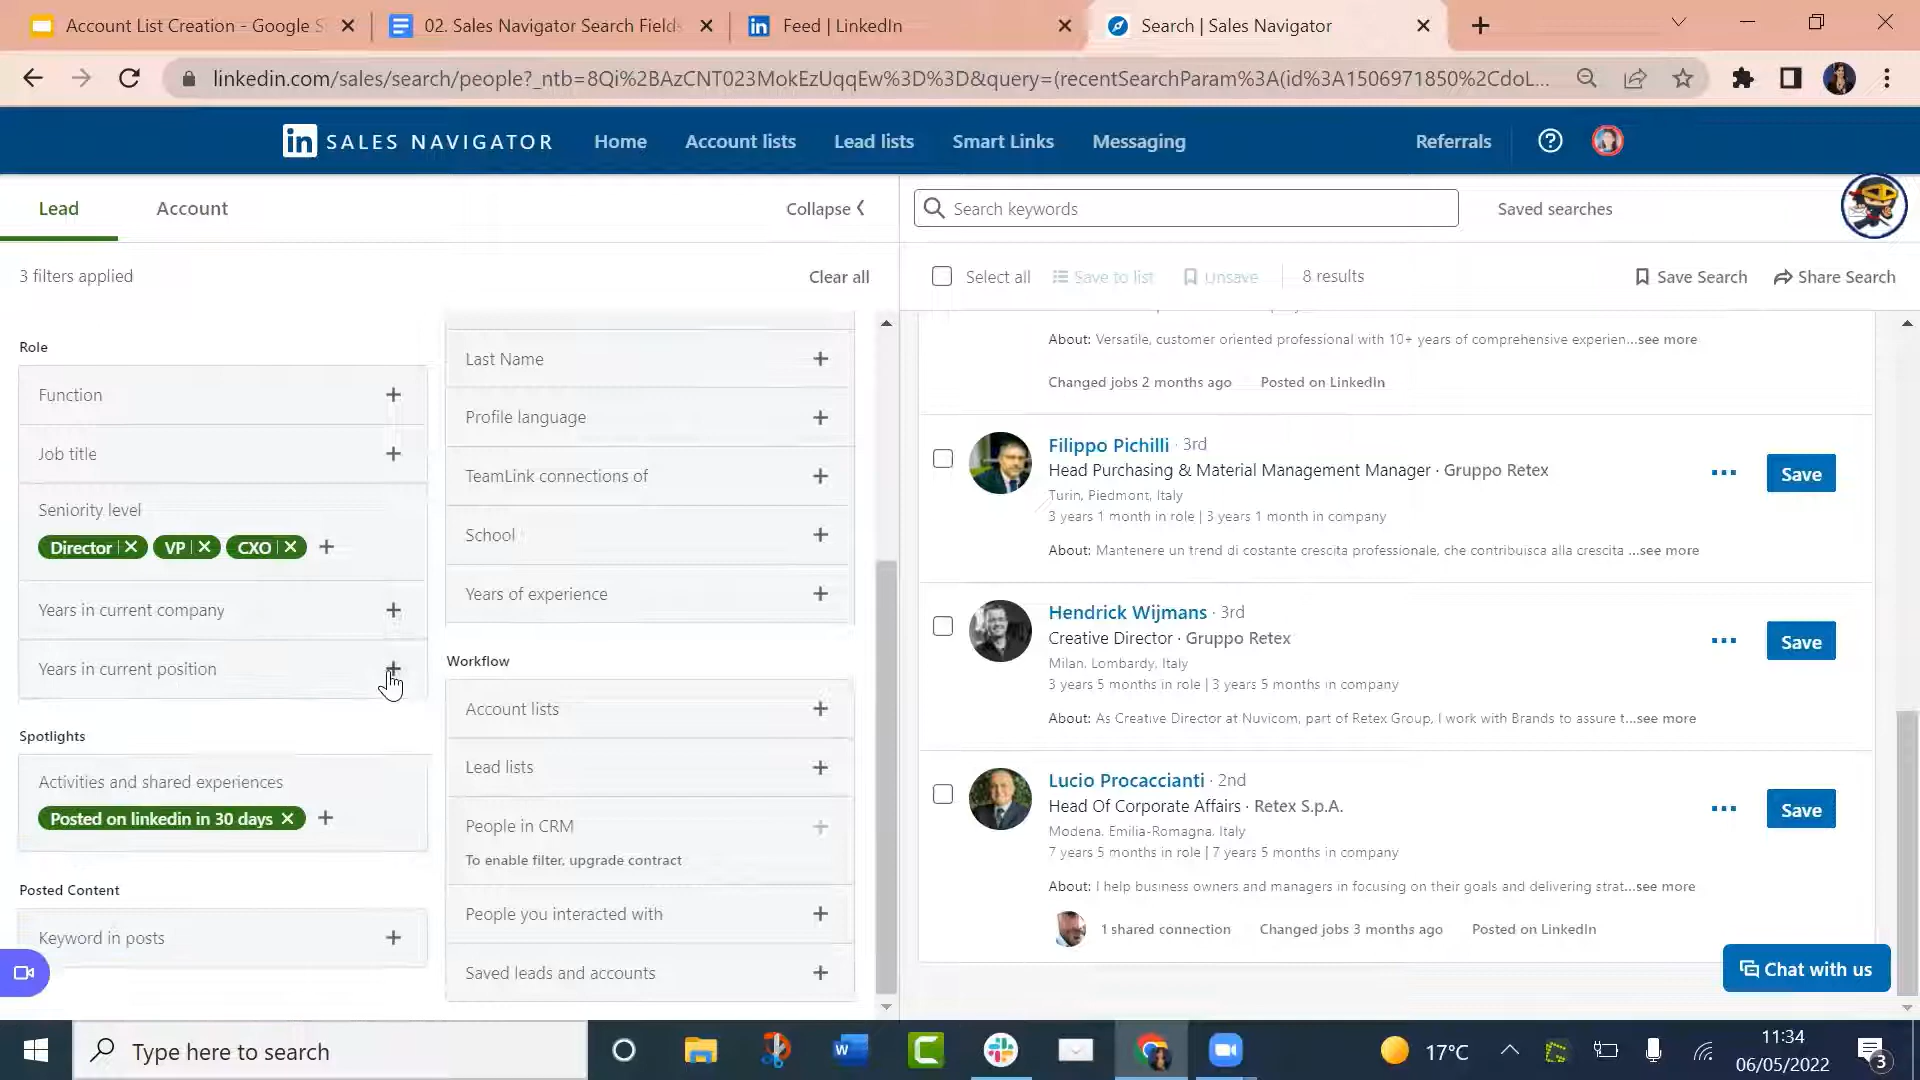 Account List Creation - Google S
02. Sales Navigator Search Fields
Feed | LinkedIn
Search | Sales Navigator
linkedin.com/sales/search/people?_ntb=8Qi%2BAzCNT023MokEzUqqEw%3D%3D&query=(recentSearchParam%3A(id%3A1506971850%2CdoL...
in SALES NAVIGATOR
Home
Account lists
Lead lists
Smart Links
Messaging
Referrals
Lead
Account
Collapse
Search keywords
Saved searches
3 filters applied
Clear all
Select all
Save to list
Unsave
8 results
Save Search
Share Search
Role
Function
Job title
Seniority level
Director
VP
CXO
Years in current company
Years in current position
Spotlights
Activities and shared experiences
Posted on linkedin in 30 days
Posted Content
Keyword in posts
Last Name
Profile language
TeamLink connections of
School
Years of experience
Workflow
Account lists
Lead lists
People in CRM
To enable filter, upgrade contract
People you interacted with
Saved leads and accounts
About: Versatile, customer oriented professional with 10+ years of comprehensive experien...see more
Changed jobs 2 months ago
Posted on LinkedIn
Filippo Pichilli · 3rd
Head Purchasing & Material Management Manager · Gruppo Retex
Turin, Piedmont, Italy
3 years 1 month in role | 3 years 1 month in company
About: Mantenere un trend di costante crescita professionale, che contribuisca alla crescita ...see more
Save
Hendrick Wijmans · 3rd
Creative Director · Gruppo Retex
Milan, Lombardy, Italy
3 years 5 months in role | 3 years 5 months in company
About: As Creative Director at Nuvicom, part of Retex Group, I work with Brands to assure t...see more
Save
Lucio Procaccianti · 2nd
Head Of Corporate Affairs · Retex S.p.A.
Modena, Emilia-Romagna, Italy
7 years 5 months in role | 7 years 5 months in company
About: I help business owners and managers in focusing on their goals and delivering strat...see more
1 shared connection
Changed jobs 3 months ago
Posted on LinkedIn
Save
Chat with us
Type here to search
17°C
11:34
06/05/2022
3